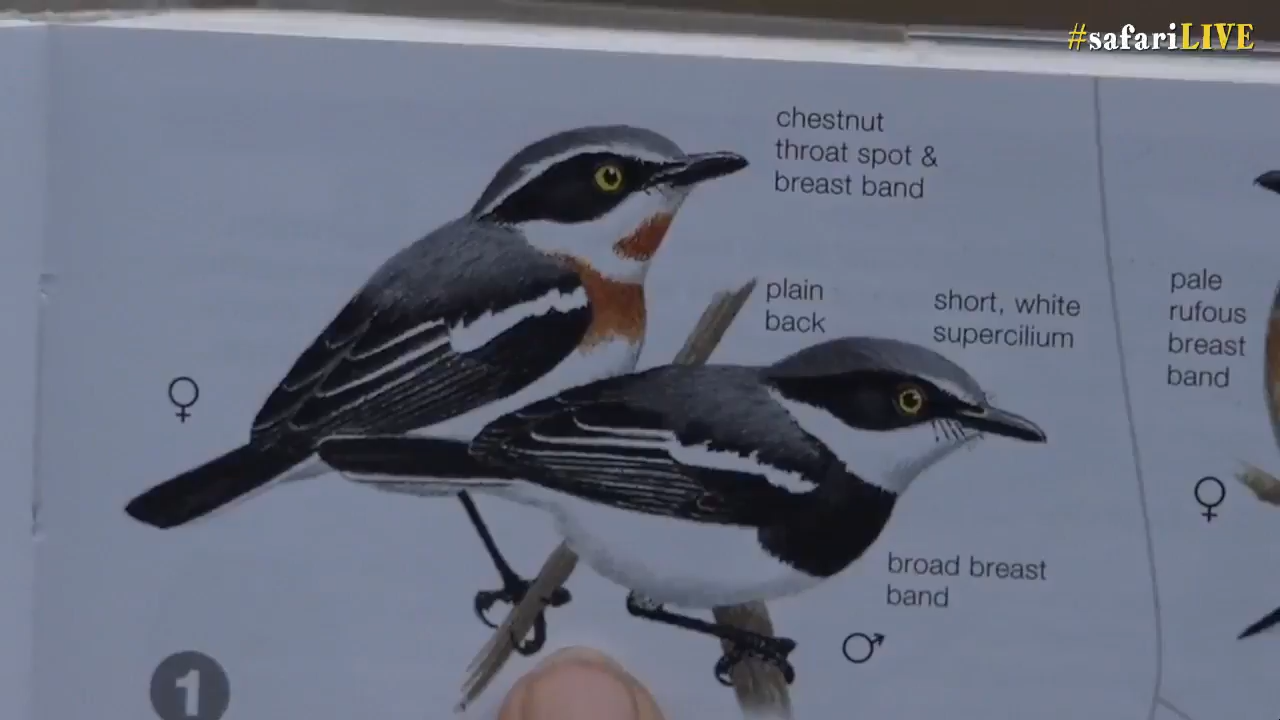 #safariLIVE
chestnut
throat spot &
breast band
plain
back
short, white
supercilium
pale
rufous
breast
band
♀
♀
broad breast
band
♂
1